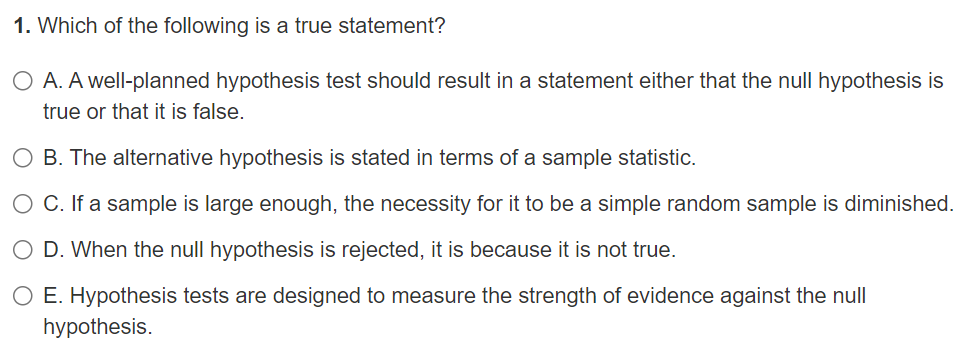 1. Which of the following is a true statement?
A. A well-planned hypothesis test should result in a statement either that the null hypothesis is
true or that it is false.
B. The alternative hypothesis is stated in terms of a sample statistic.
C. If a sample is large enough, the necessity for it to be a simple random sample is diminished.
D. When the null hypothesis is rejected, it is because it is not true.
E. Hypothesis tests are designed to measure the strength of evidence against the null
hypothesis.